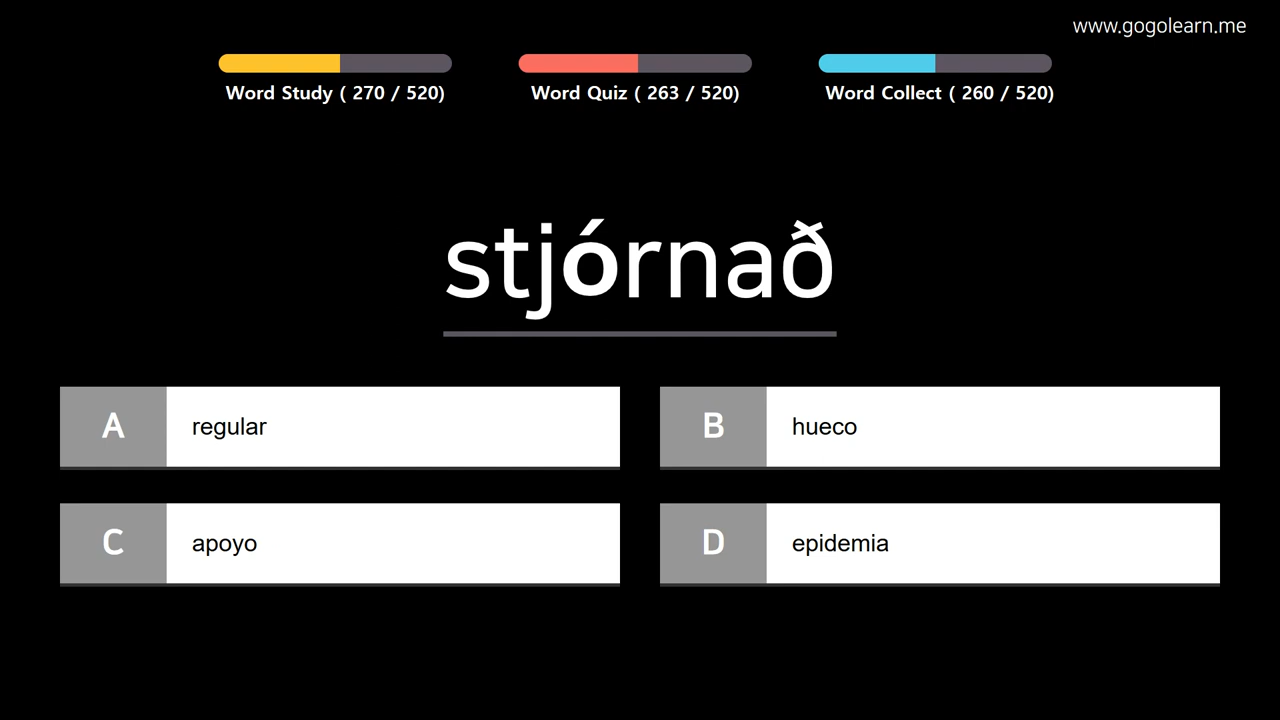 www.gogolearn.me
Word Study ( 270 / 520)
Word Quiz ( 263 / 520)
Word Collect ( 260 / 520)
stjórnað
A regular
B hueco
C apoyo
D epidemia